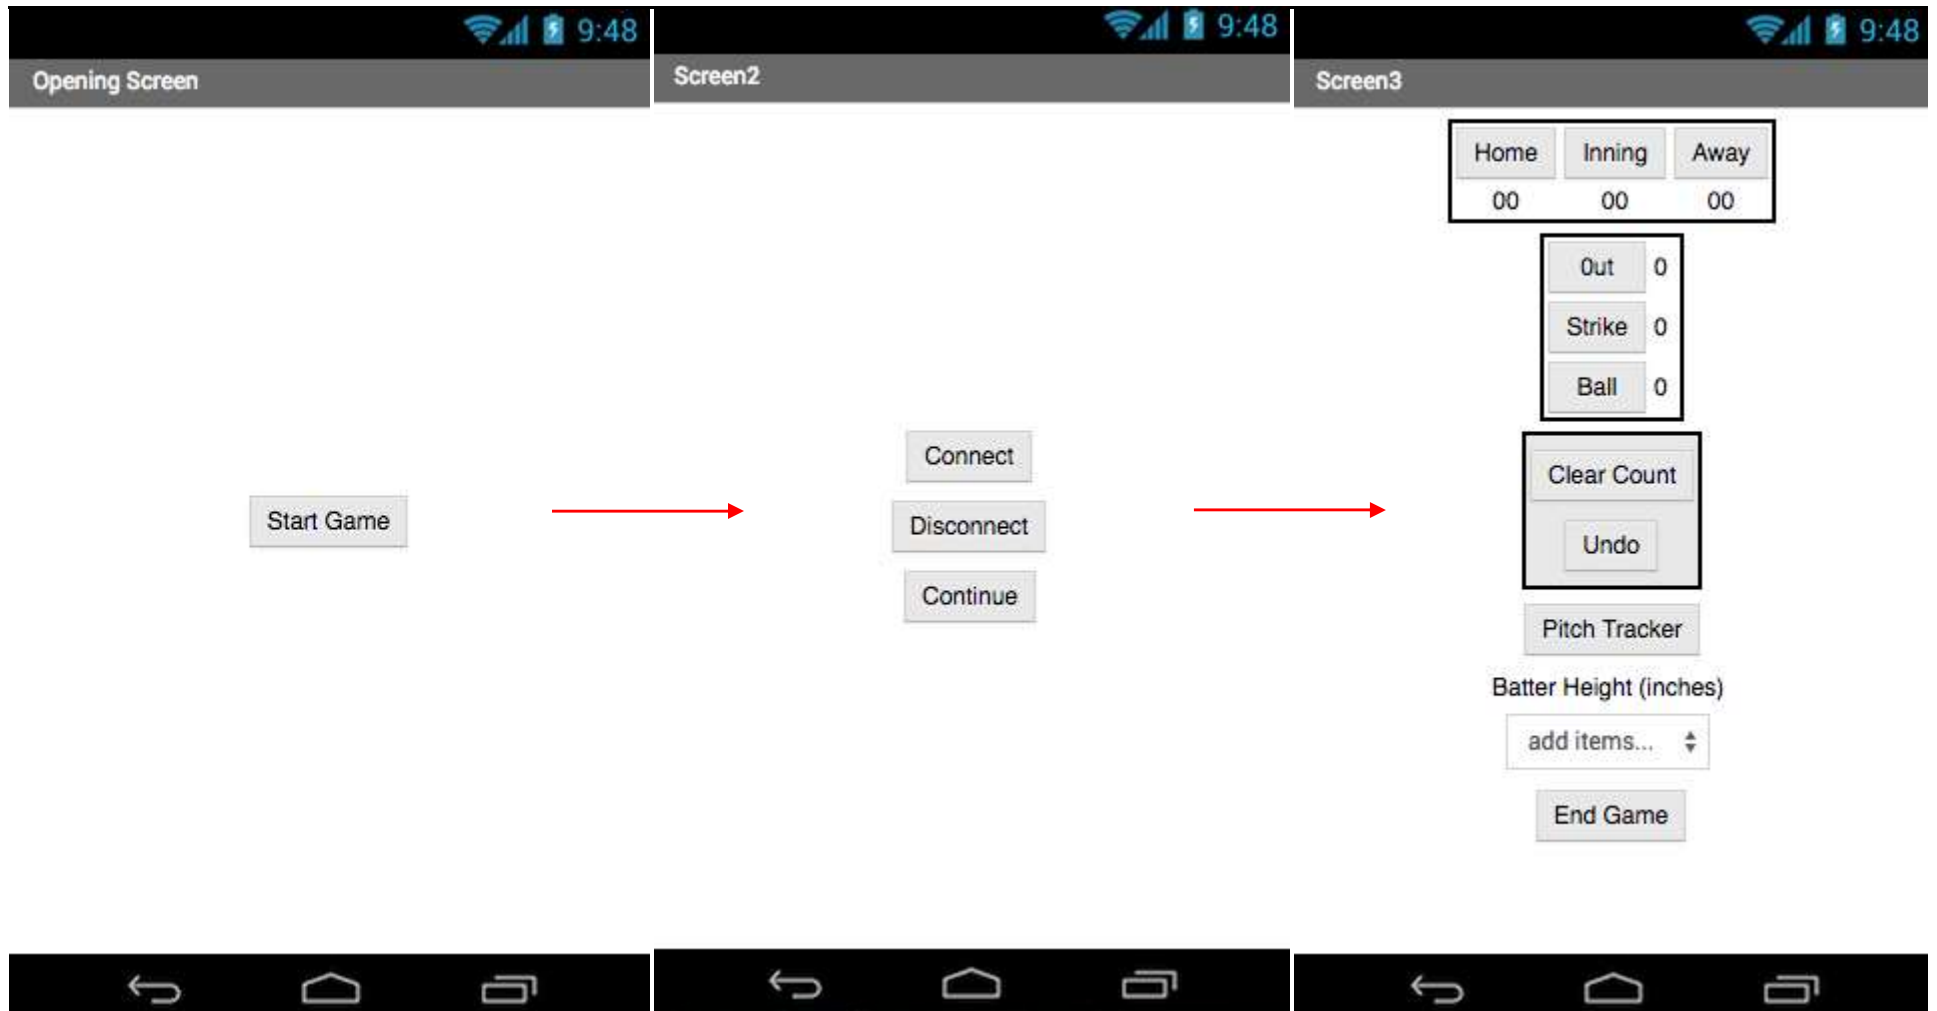 9:48
Opening Screen
Start Game
9:48
Screen2
Connect
Disconnect
Continue
9:48
Screen3
Home Inning Away
00 00 00
0ut 0
Strike 0
Ball 0
Clear Count
Undo
Pitch Tracker
Batter Height (inches)
add items...
End Game